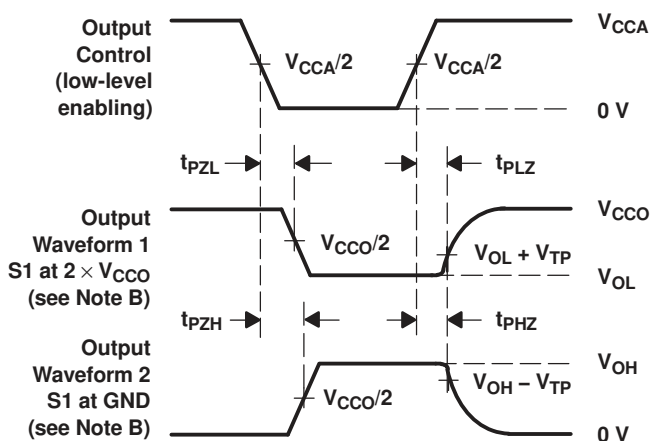 Output
Control
(low-level
enabling)
V_CCA/2
V_CCA/2
V_CCA
0 V
t_PZL
t_PLZ
Output
Waveform 1
S1 at 2 × V_CCO
(see Note B)
V_CCO/2
V_CCO
V_OL + V_TP
V_OL
t_PZH
t_PHZ
Output
Waveform 2
S1 at GND
(see Note B)
V_CCO/2
V_OH
V_OH − V_TP
0 V